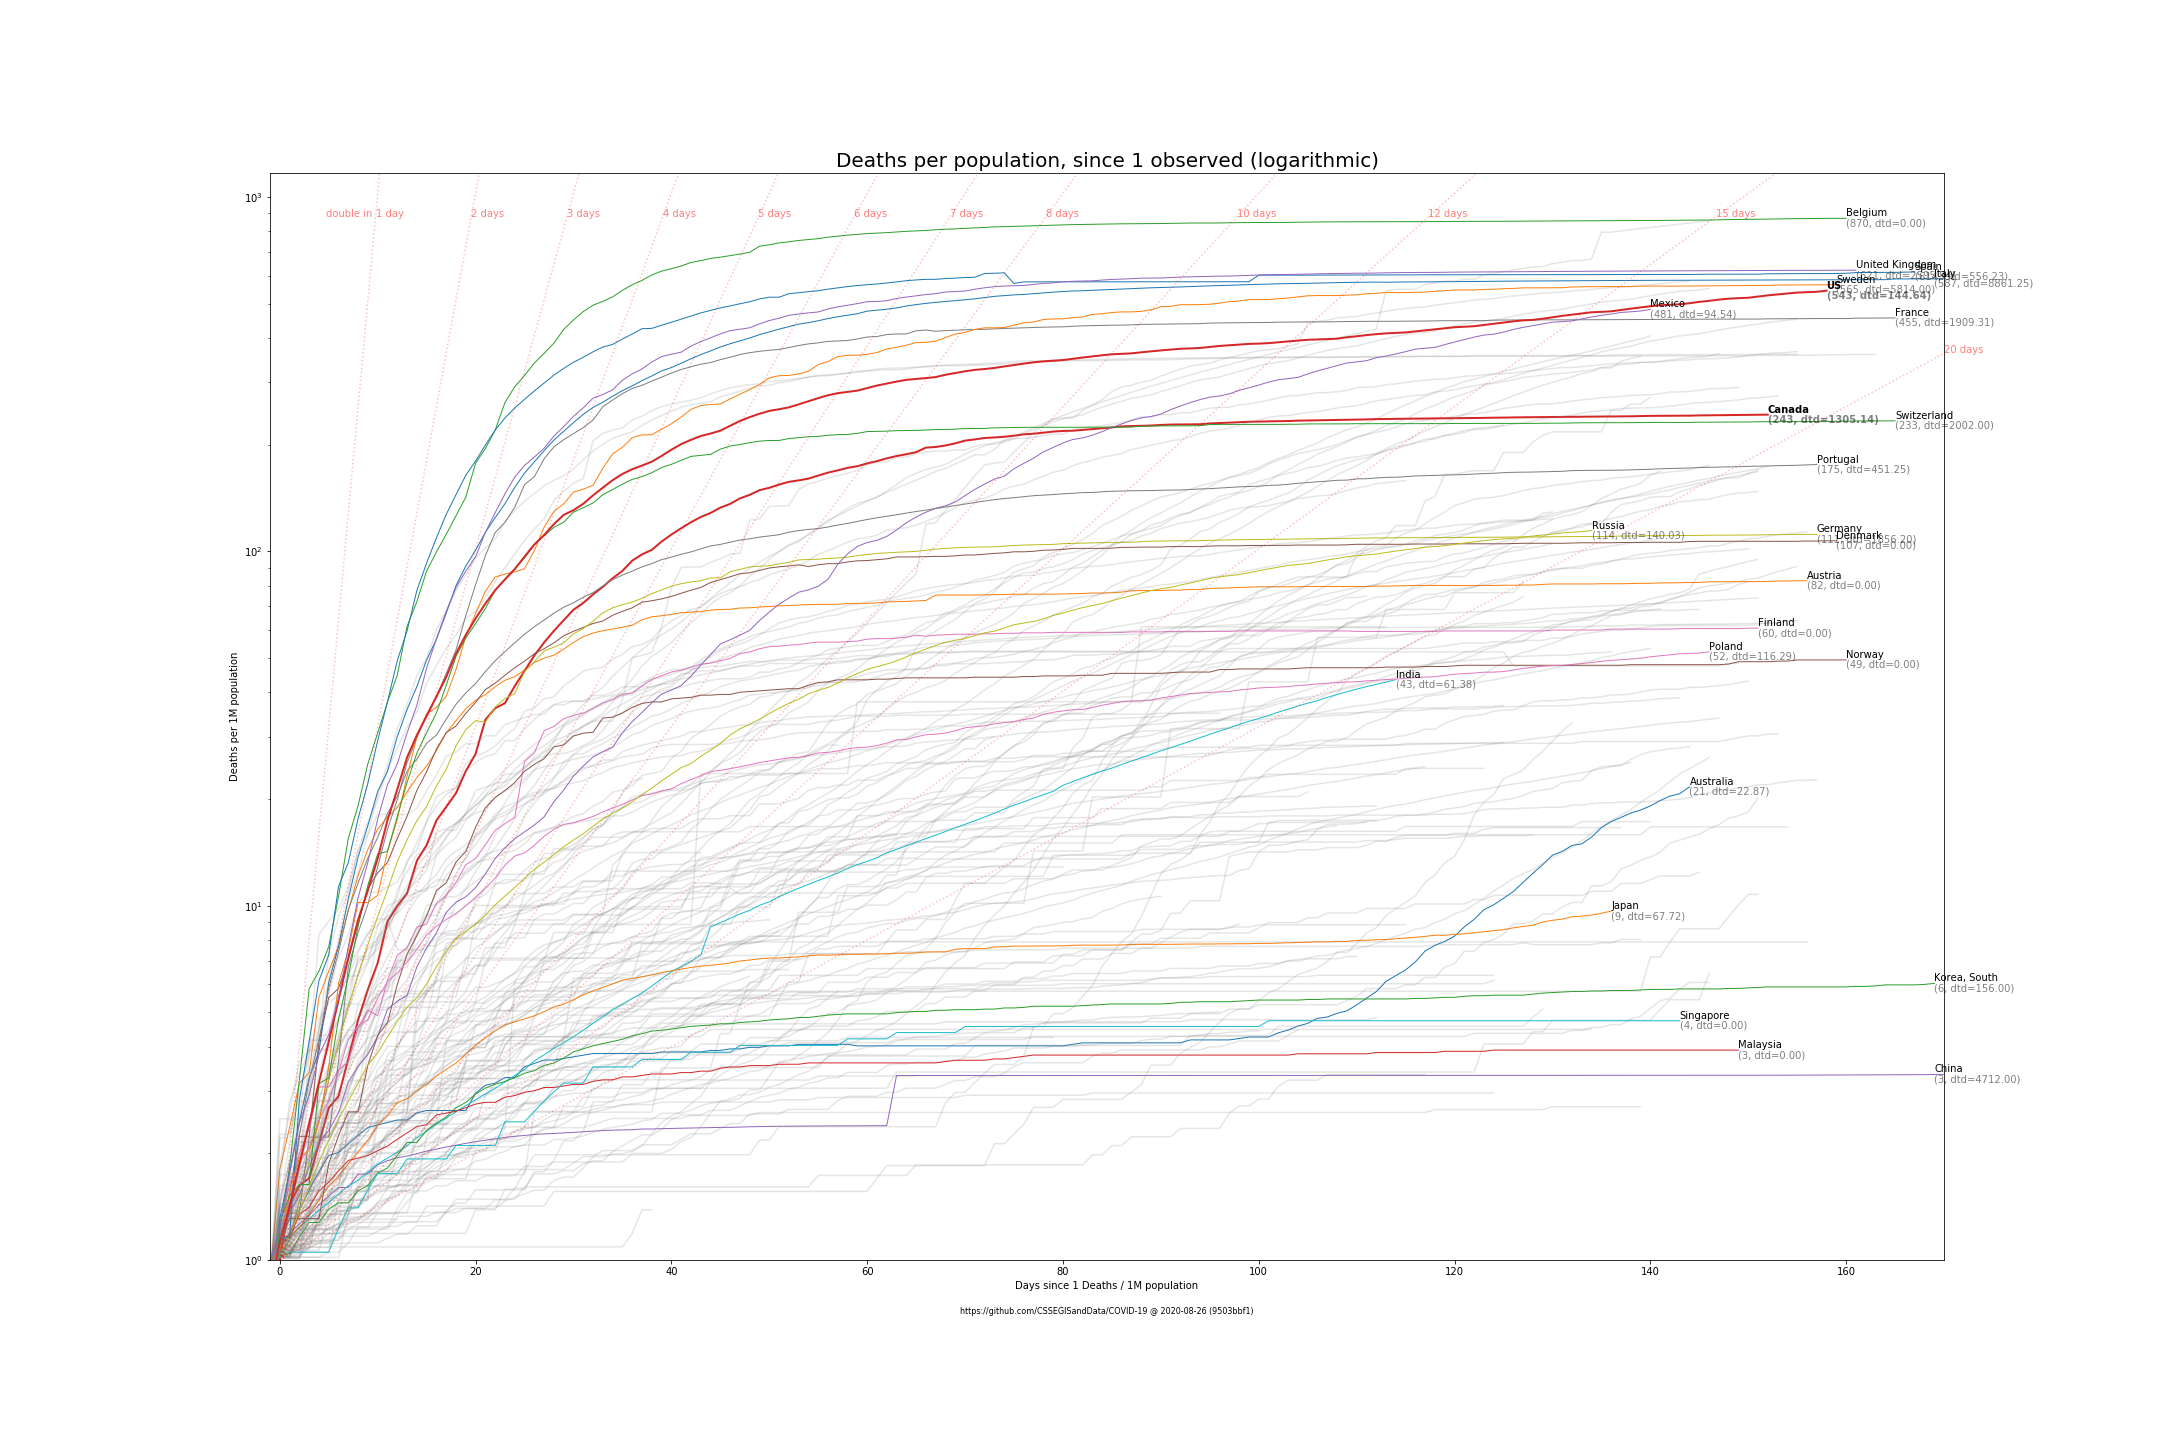 Deaths per population, since 1 observed (logarithmic)
10³
double in 1 day
2 days
3 days
4 days
5 days
6 days
7 days
8 days
10 days
12 days
15 days
Belgium
(870, dtd=0.00)
United Kingdom
Spain
Italy
(587, dtd=8861.25)
Sweden
(565, dtd=5814.00)
US
(543, dtd=144.64)
Mexico
(481, dtd=94.54)
France
(455, dtd=1909.31)
20 days
Canada
(243, dtd=1305.14)
Switzerland
(233, dtd=2002.00)
Portugal
(175, dtd=451.25)
10²
Russia
(114, dtd=140.03)
Germany
Denmark
(107, dtd=0.00)
Austria
(82, dtd=0.00)
Finland
(60, dtd=0.00)
Poland
(52, dtd=116.29)
Norway
(49, dtd=0.00)
India
(43, dtd=61.38)
Deaths per 1M population
Australia
(21, dtd=22.87)
10¹
Japan
(9, dtd=67.72)
Korea, South
(6, dtd=156.00)
Singapore
(4, dtd=0.00)
Malaysia
(3, dtd=0.00)
China
(3, dtd=4712.00)
10⁰
0 20 40 60 80 100 120 140 160
Days since 1 Deaths / 1M population
https://github.com/CSSEGISandData/COVID-19 @ 2020-08-26 (9503bbf1)